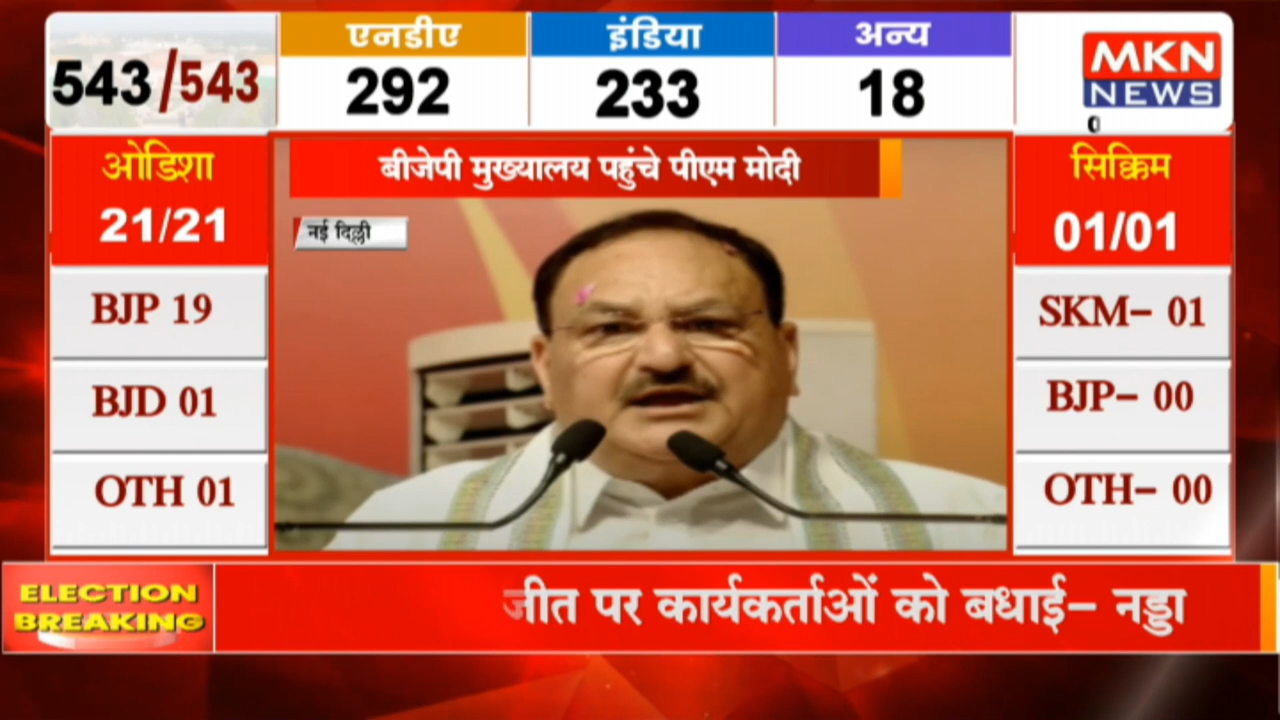 543/543
एनडीए
292
इंडिया
233
अन्य
18
MKN
NEWS
ओडिशा
21/21
BJP 19
BJD 01
OTH 01
बीजेपी मुख्यालय पहुंचे पीएम मोदी
नई दिल्ली
सिक्किम
01/01
SKM- 01
BJP- 00
OTH- 00
ELECTION
BREAKING
जीत पर कार्यकर्ताओं को बधाई- नड्डा